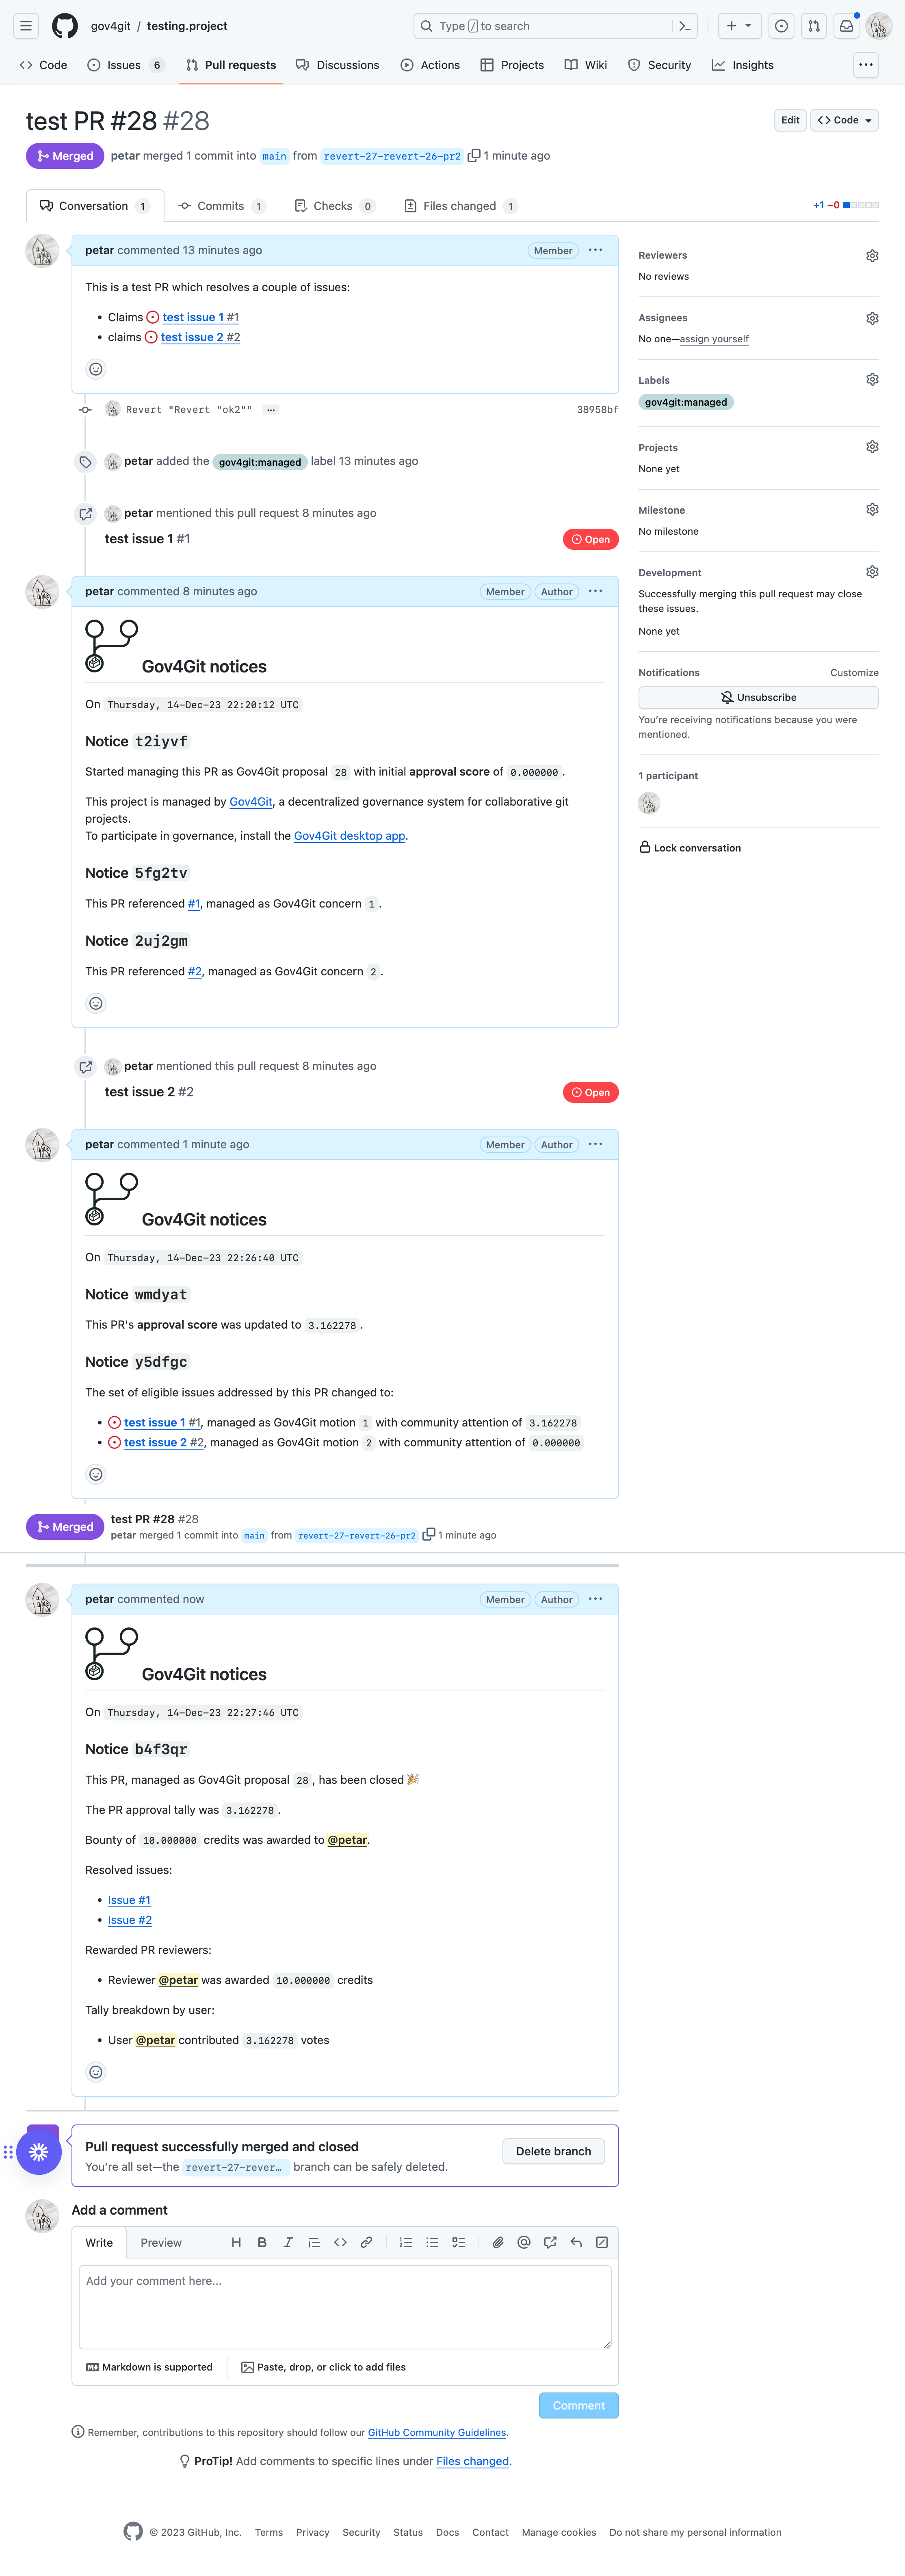 gov4git / testing.project
Type / to search
Code
Issues 6
Pull requests
Discussions
Actions
Projects
Wiki
Security
Insights
test PR #28 #28
Edit
Code
Merged
petar merged 1 commit into main from revert-27-revert-26-pr2 1 minute ago
Conversation 1
Commits 1
Checks 0
Files changed 1
+1 −0
petar commented 13 minutes ago
Member
This is a test PR which resolves a couple of issues:
• Claims test issue 1 #1
• claims test issue 2 #2
Revert "Revert "ok2"" ...
38958bf
petar added the gov4git:managed label 13 minutes ago
petar mentioned this pull request 8 minutes ago
test issue 1 #1
Open
petar commented 8 minutes ago
Member
Author
Gov4Git notices
On Thursday, 14-Dec-23 22:20:12 UTC
Notice t2iyvf
Started managing this PR as Gov4Git proposal 28 with initial approval score of 0.000000.
This project is managed by Gov4Git, a decentralized governance system for collaborative git
projects.
To participate in governance, install the Gov4Git desktop app.
Notice 5fg2tv
This PR referenced #1, managed as Gov4Git concern 1.
Notice 2uj2gm
This PR referenced #2, managed as Gov4Git concern 2.
petar mentioned this pull request 8 minutes ago
test issue 2 #2
Open
petar commented 1 minute ago
Member
Author
Gov4Git notices
On Thursday, 14-Dec-23 22:26:40 UTC
Notice wmdyat
This PR's approval score was updated to 3.162278.
Notice y5dfgc
The set of eligible issues addressed by this PR changed to:
• test issue 1 #1, managed as Gov4Git motion 1 with community attention of 3.162278
• test issue 2 #2, managed as Gov4Git motion 2 with community attention of 0.000000
Merged
test PR #28 #28
petar merged 1 commit into main from revert-27-revert-26-pr2 1 minute ago
petar commented now
Member
Author
Gov4Git notices
On Thursday, 14-Dec-23 22:27:46 UTC
Notice b4f3qr
This PR, managed as Gov4Git proposal 28, has been closed 🎉
The PR approval tally was 3.162278.
Bounty of 10.000000 credits was awarded to @petar.
Resolved issues:
• Issue #1
• Issue #2
Rewarded PR reviewers:
• Reviewer @petar was awarded 10.000000 credits
Tally breakdown by user:
• User @petar contributed 3.162278 votes
Pull request successfully merged and closed
You're all set—the revert-27-rever… branch can be safely deleted.
Delete branch
Add a comment
Write
Preview
Add your comment here...
Markdown is supported
Paste, drop, or click to add files
Comment
Remember, contributions to this repository should follow our GitHub Community Guidelines.
ProTip! Add comments to specific lines under Files changed.
Reviewers
No reviews
Assignees
No one—assign yourself
Labels
gov4git:managed
Projects
None yet
Milestone
No milestone
Development
Successfully merging this pull request may close
these issues.
None yet
Notifications
Customize
Unsubscribe
You're receiving notifications because you were
mentioned.
1 participant
Lock conversation
© 2023 GitHub, Inc.
Terms
Privacy
Security
Status
Docs
Contact
Manage cookies
Do not share my personal information